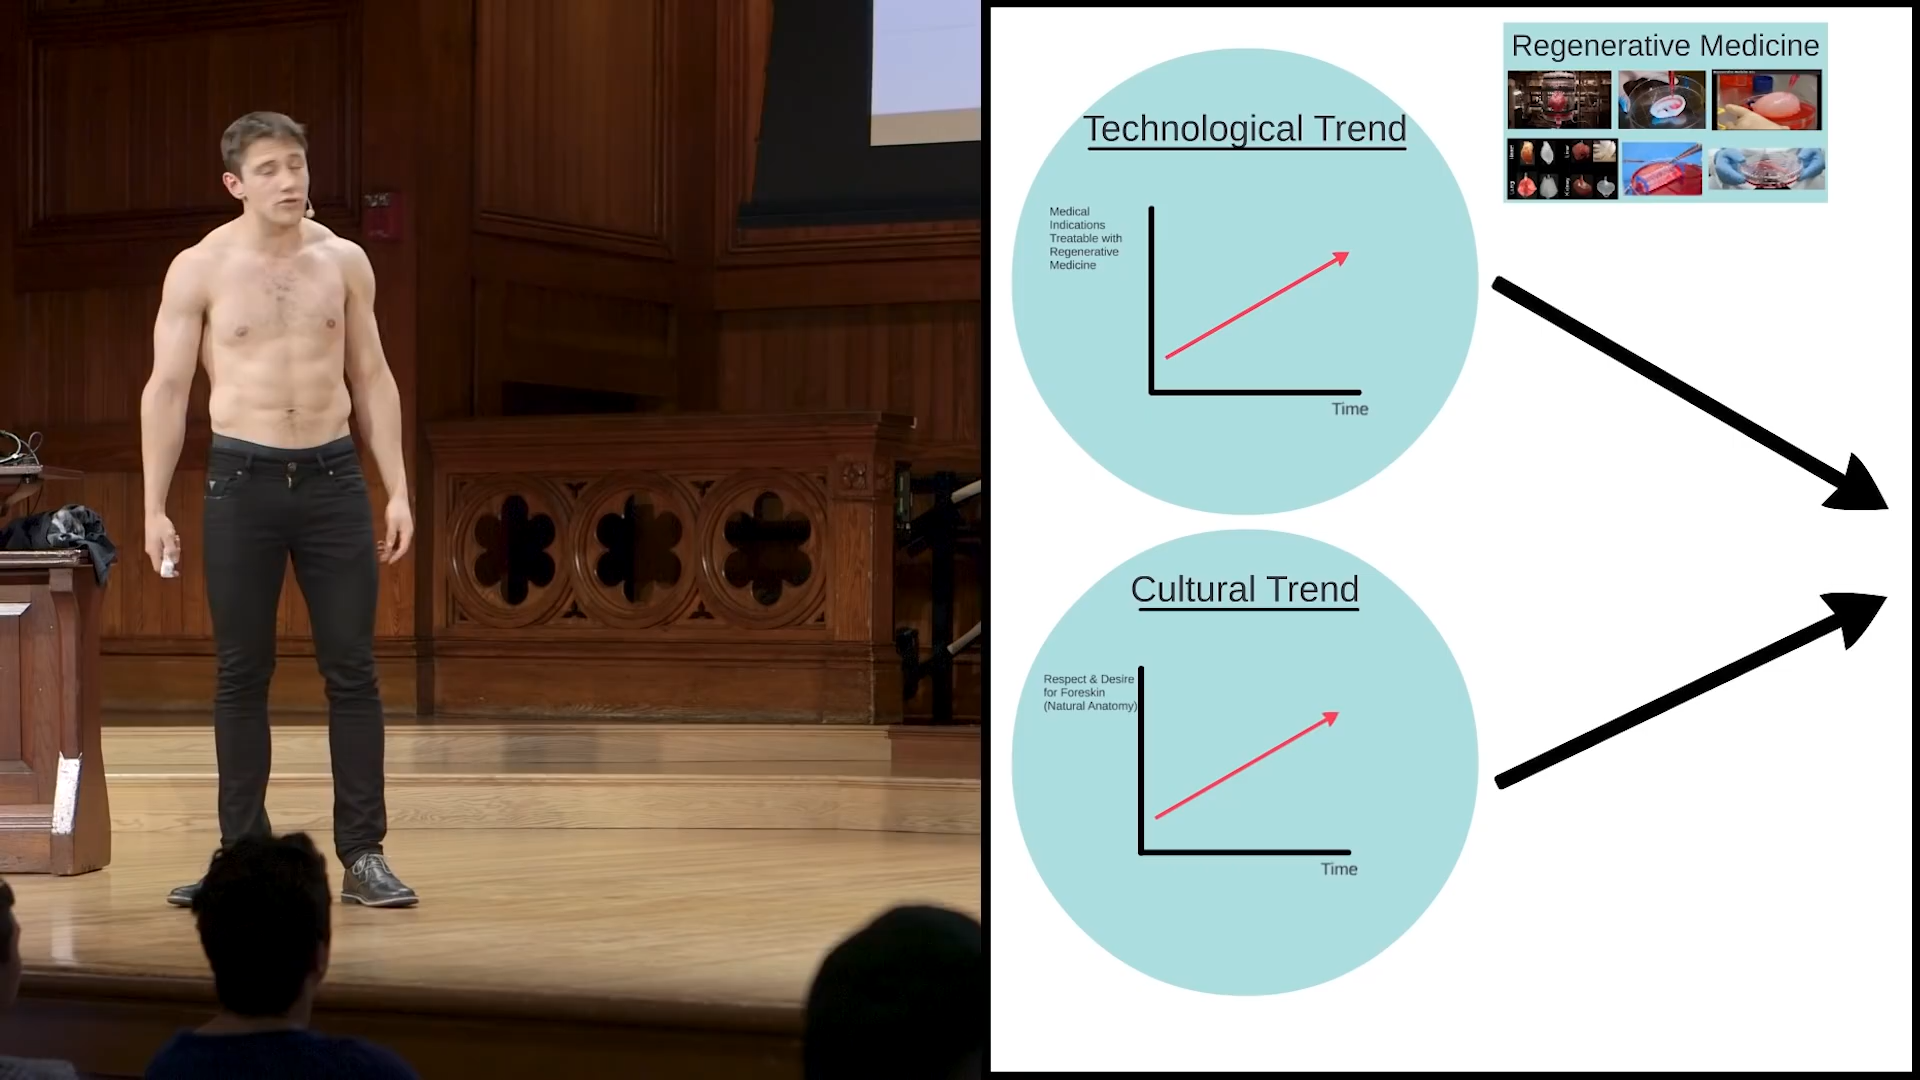 Regenerative Medicine
Technological Trend
Medical
Indications
Treatable with
Regenerative
Medicine
Time
Cultural Trend
Respect & Desire
for Foreskin
(Natural Anatomy)
Time